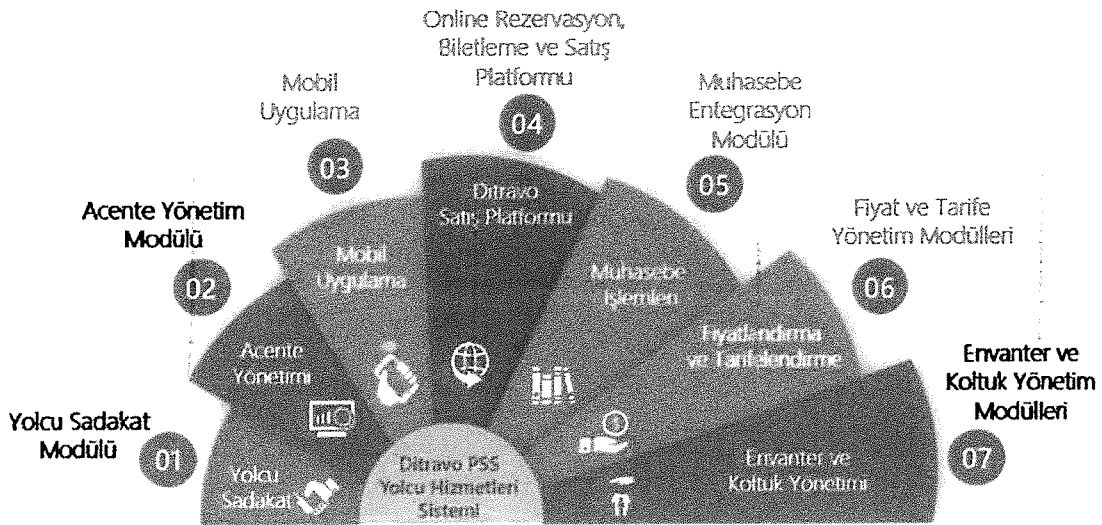 Online Rezervasyon,
Biletleme ve Satış
Platformu
04
Mobil
Uygulama
03
Muhasebe
Entegrasyon
Modülü
05
Acente Yönetim
Modülü
02
Fiyat ve Tarife
Yönetim Modülleri
06
Yolcu Sadakat
Modülü
01
Envanter ve
Koltuk Yönetim
Modülleri
07
Yolcu
Sadakat
Acente
Yönetimi
Mobil
Uygulama
Ditravo
Satış Platformu
Muhasebe
İşlemleri
Fiyatlandırma
ve Tarifelendirme
Envanter ve
Koltuk Yönetimi
Ditravo PSS
Yolcu Hizmetleri
Sistemi